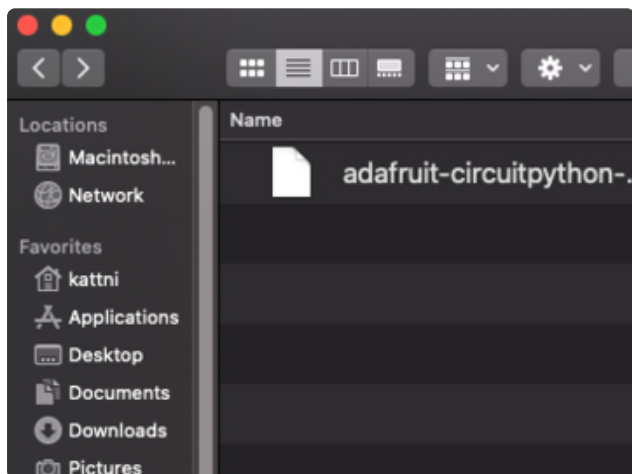 Locations
Macintosh...
Network
Favorites
kattni
Applications
Desktop
Documents
Downloads
Pictures
Name
adafruit-circuitpython-.